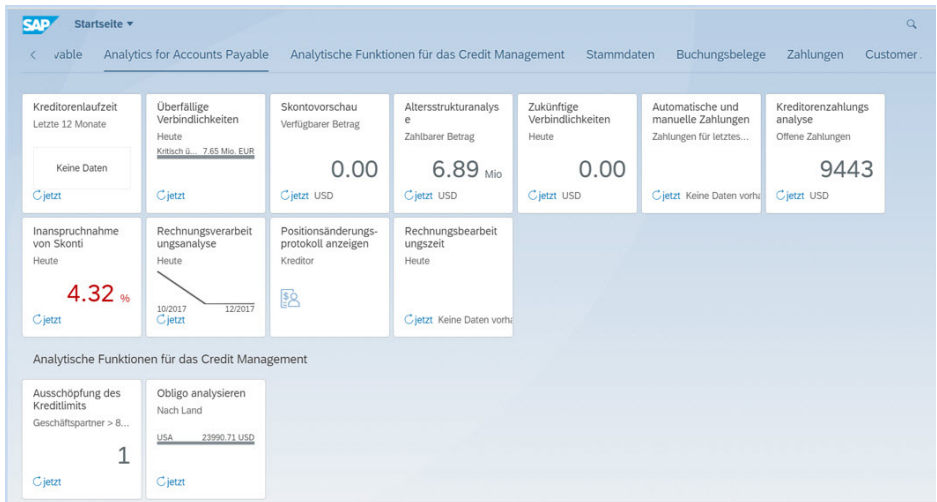 SAP Startseite
vable Analytics for Accounts Payable Analytische Funktionen für das Credit Management Stammdaten Buchungsbelege Zahlungen Customer
Kreditorenlaufzeit
Letzte 12 Monate
Keine Daten
jetzt
Überfällige
Verbindlichkeiten
Heute
Kritisch ü... 7.65 Mio. EUR
jetzt
Skontovorschau
Verfügbarer Betrag
0.00
jetzt USD
Altersstrukturanalys
e
Zahlbarer Betrag
6.89 Mio
jetzt USD
Zukünftige
Verbindlichkeiten
Heute
0.00
jetzt USD
Automatische und
manuelle Zahlungen
Zahlungen für letztes...
jetzt Keine Daten vorha
Kreditorenzahlungs
analyse
Offene Zahlungen
9443
jetzt USD
Inanspruchnahme
von Skonti
Heute
4.32 %
jetzt
Rechnungsverarbeit
ungsanalyse
Heute
10/2017 12/2017
jetzt
Positionsänderungs-
protokoll anzeigen
Kreditor
Rechnungsbearbeit
ungszeit
Heute
jetzt Keine Daten vorha
Analytische Funktionen für das Credit Management
Ausschöpfung des
Kreditlimits
Geschäftspartner > 8...
1
jetzt
Obligo analysieren
Nach Land
USA 23990.71 USD
jetzt